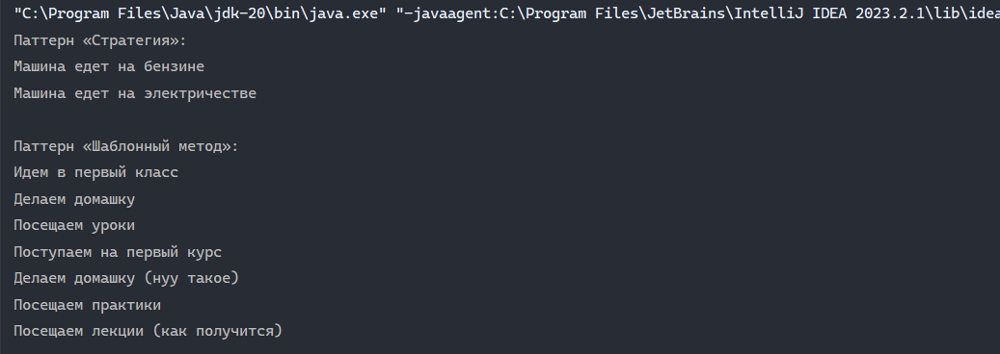 "C:\Program Files\Java\jdk-20\bin\java.exe" "-javaagent:C:\Program Files\JetBrains\IntelliJ IDEA 2023.2.1\lib\idea
Паттерн «Стратегия»:
Машина едет на бензине
Машина едет на электричестве
Паттерн «Шаблонный метод»:
Идем в первый класс
Делаем домашку
Посещаем уроки
Поступаем на первый курс
Делаем домашку (нуу такое)
Посещаем практики
Посещаем лекции (как получится)